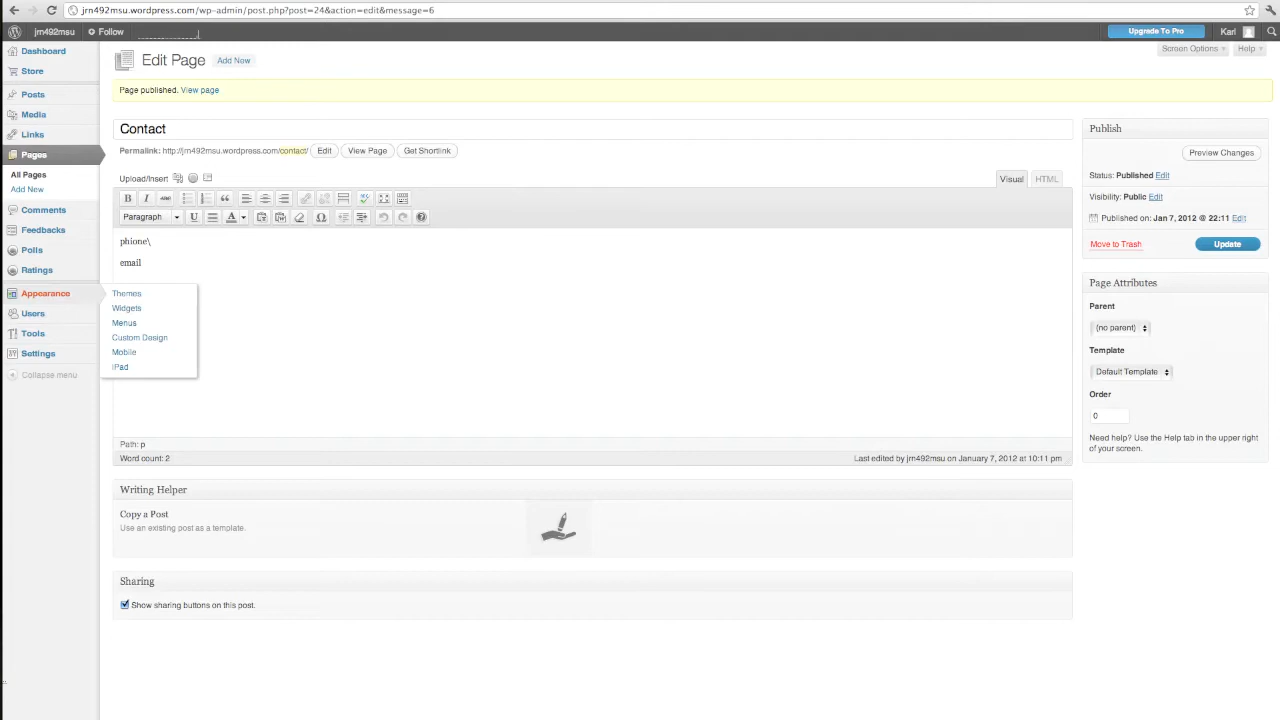 jrn492msu.wordpress.com/wp-admin/post.php?post=24&action=edit&message=6
jrn492msu
Follow
Upgrade To Pro
Karl
Dashboard
Store
Posts
Media
Links
Pages
All Pages
Add New
Comments
Feedbacks
Polls
Ratings
Appearance
Users
Tools
Settings
Collapse menu
Themes
Widgets
Menus
Custom Design
Mobile
iPad
Edit Page Add New
Screen Options Help
Page published. View page
Contact
Permalink: http://jrn492msu.wordpress.com/contact/ Edit View Page Get Shortlink
Upload/Insert
Visual HTML
B I ABC
Paragraph U A Ω
phione\
email
Path: p
Word count: 2
Last edited by jrn492msu on January 7, 2012 at 10:11 pm
Writing Helper
Copy a Post
Use an existing post as a template.
Sharing
Show sharing buttons on this post.
Publish
Preview Changes
Status: Published Edit
Visibility: Public Edit
Published on: Jan 7, 2012 @ 22:11 Edit
Move to Trash Update
Page Attributes
Parent
(no parent)
Template
Default Template
Order
0
Need help? Use the Help tab in the upper right
of your screen.